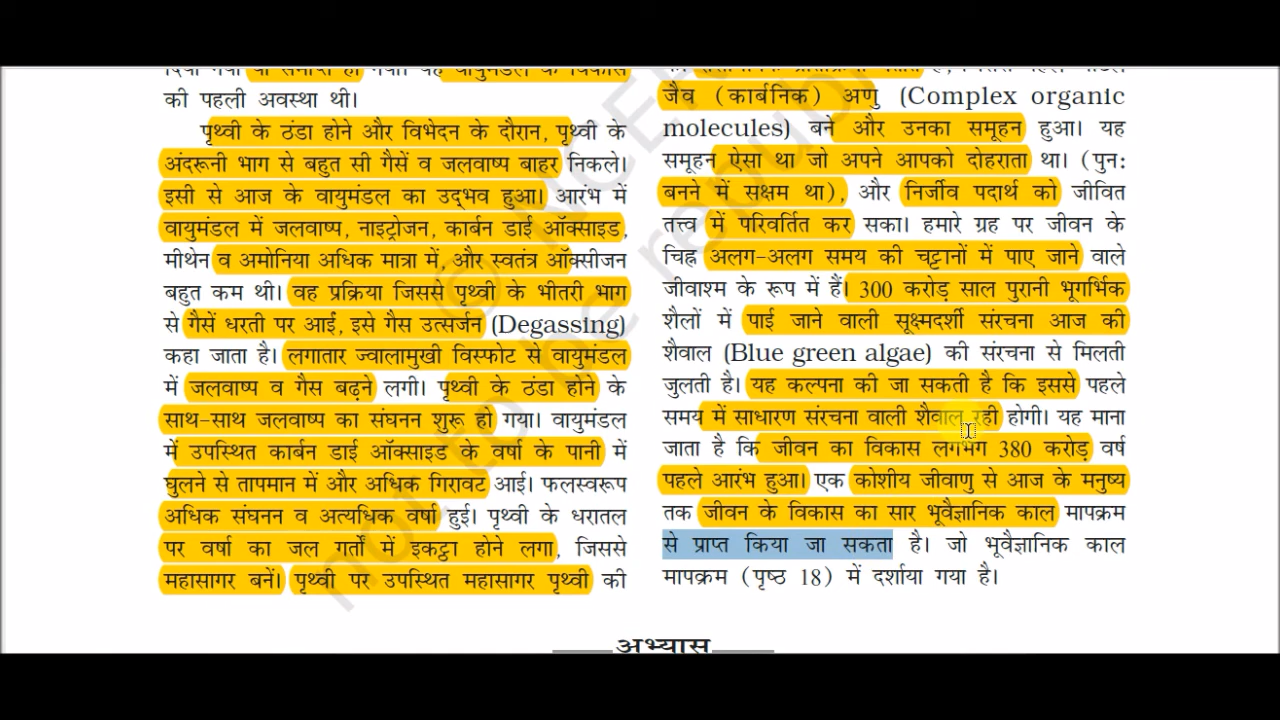 की पहली अवस्था थी।
पृथ्वी के ठंडा होने और विभेदन के दौरान, पृथ्वी के
अंदरूनी भाग से बहुत सी गैसें व जलवाष्प बाहर निकले।
इसी से आज के वायुमंडल का उद्भव हुआ। आरंभ में
वायुमंडल में जलवाष्प, नाइट्रोजन, कार्बन डाई ऑक्साइड,
मीथेन व अमोनिया अधिक मात्रा में, और स्वतंत्र ऑक्सीजन
बहुत कम थी। वह प्रक्रिया जिससे पृथ्वी के भीतरी भाग
से गैसें धरती पर आईं, इसे गैस उत्सर्जन (Degassing)
कहा जाता है। लगातार ज्वालामुखी विस्फोट से वायुमंडल
में जलवाष्प व गैस बढ़ने लगी। पृथ्वी के ठंडा होने के
साथ-साथ जलवाष्प का संघनन शुरू हो गया। वायुमंडल
में उपस्थित कार्बन डाई ऑक्साइड के वर्षा के पानी में
घुलने से तापमान में और अधिक गिरावट आई। फलस्वरूप
अधिक संघनन व अत्यधिक वर्षा हुई। पृथ्वी के धरातल
पर वर्षा का जल गर्तों में इकट्ठा होने लगा, जिससे
महासागर बनें। पृथ्वी पर उपस्थित महासागर पृथ्वी की
जैव (कार्बनिक) अणु (Complex organic
molecules) बने और उनका समूहन हुआ। यह
समूहन ऐसा था जो अपने आपको दोहराता था। (पुन:
बनने में सक्षम था), और निर्जीव पदार्थ को जीवित
तत्त्व में परिवर्तित कर सका। हमारे ग्रह पर जीवन के
चिह्न अलग-अलग समय की चट्टानों में पाए जाने वाले
जीवाश्म के रूप में हैं। 300 करोड़ साल पुरानी भूगर्भिक
शैलों में पाई जाने वाली सूक्ष्मदर्शी संरचना आज की
शैवाल (Blue green algae) की संरचना से मिलती
जुलती है। यह कल्पना की जा सकती है कि इससे पहले
समय में साधारण संरचना वाली शैवाल रही होगी। यह माना
जाता है कि जीवन का विकास लगभग 380 करोड़ वर्ष
पहले आरंभ हुआ। एक कोशीय जीवाणु से आज के मनुष्य
तक जीवन के विकास का सार भूवैज्ञानिक काल मापक्रम
से प्राप्त किया जा सकता है। जो भूवैज्ञानिक काल
मापक्रम (पृष्ठ 18) में दर्शाया गया है।
अभ्यास